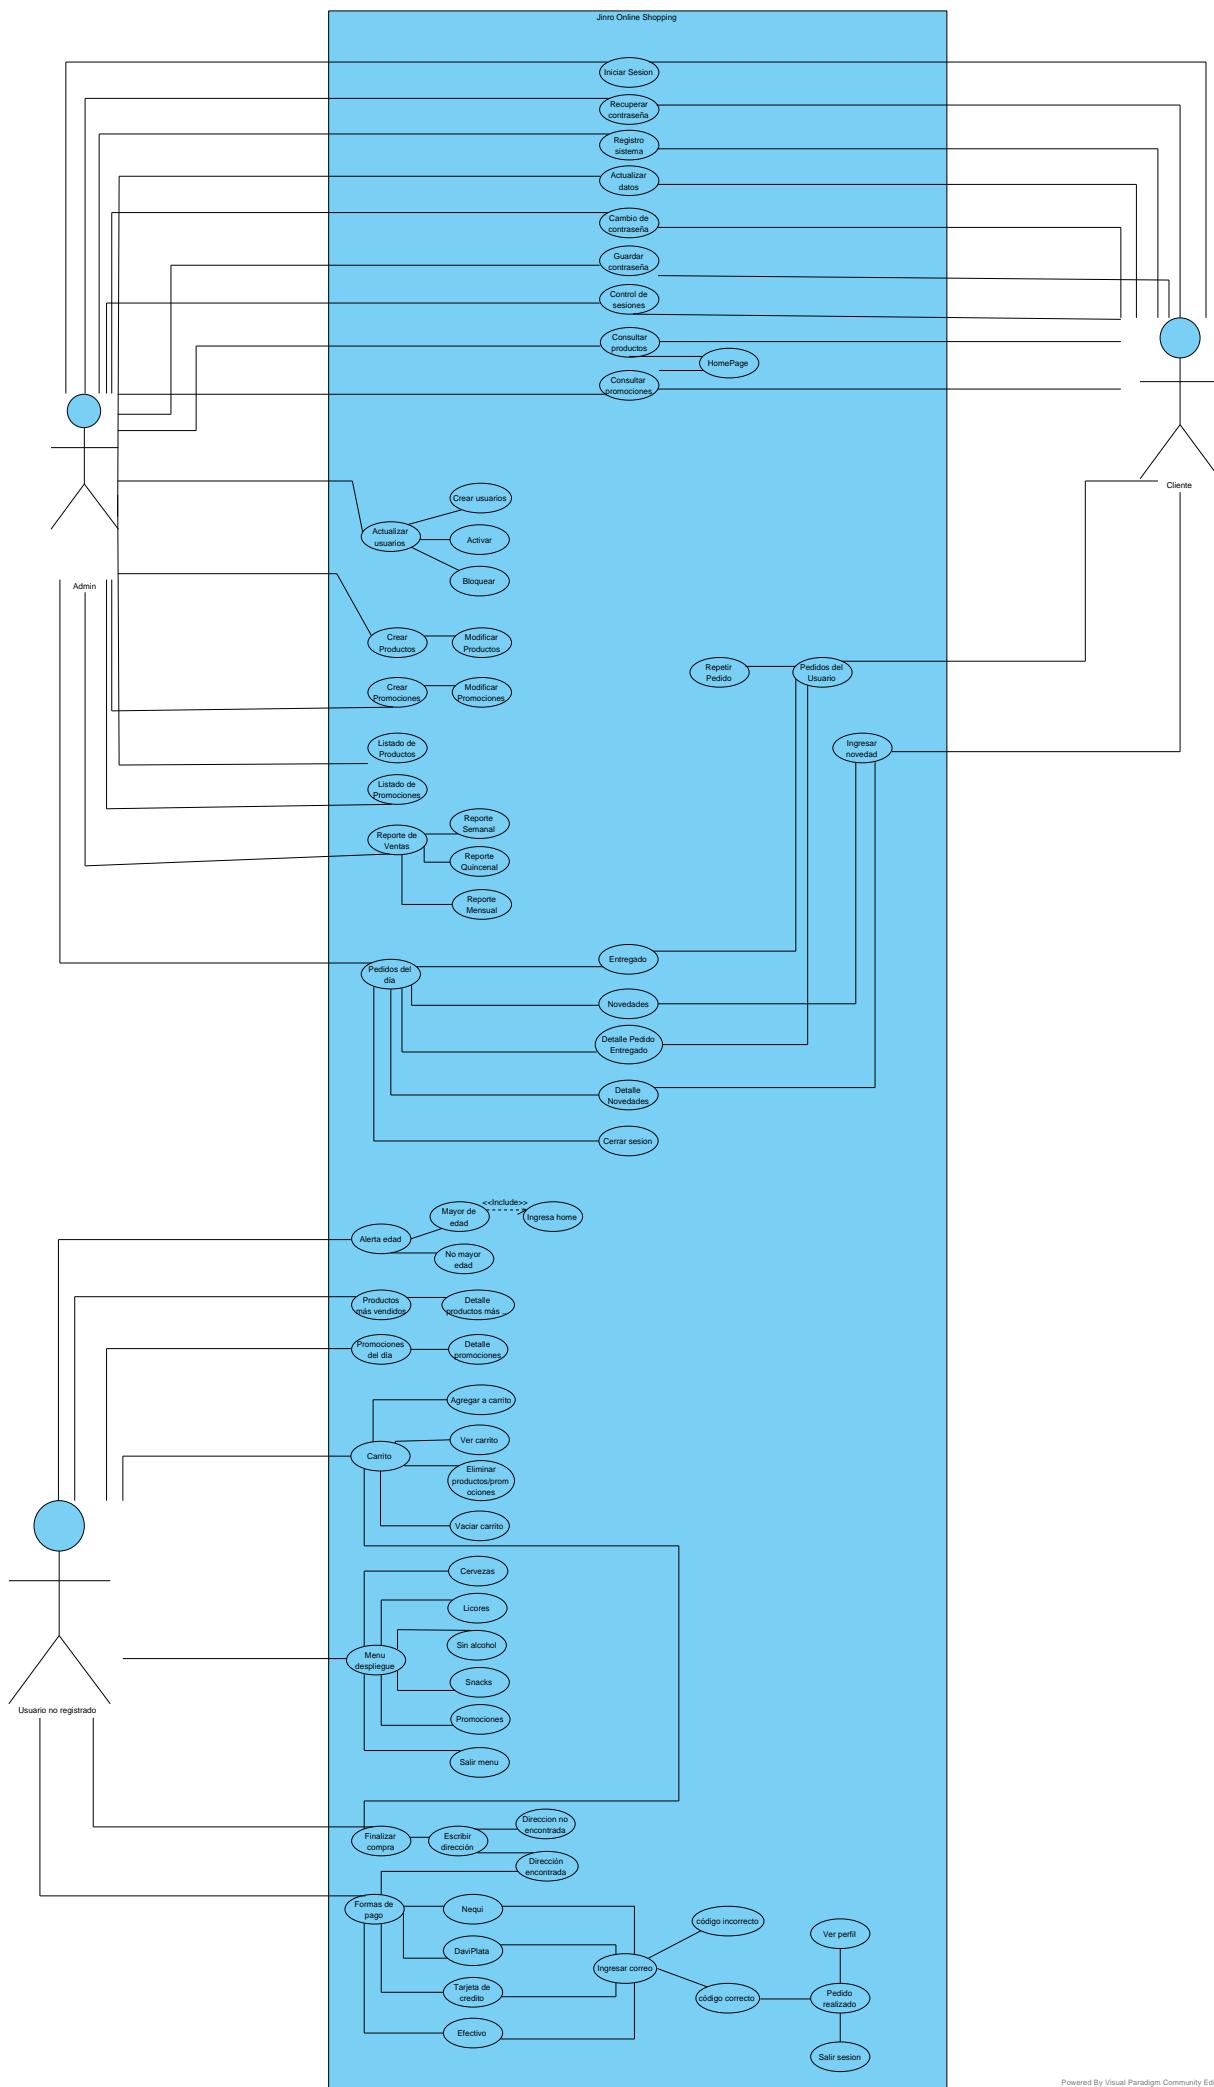 Jinro Online Shopping
Iniciar Sesion
Recuperar
contraseña
Registro
sistema
Actualizar
datos
Cambio de
contraseña
Guardar
contraseña
Control de
sesiones
Consultar
productos
HomePage
Consultar
promociones
Cliente
Admin
Crear usuarios
Actualizar
usuarios
Activar
Bloquear
Crear
Productos
Modificar
Productos
Repetir
Pedido
Pedidos del
Usuario
Crear
Promociones
Modificar
Promociones
Listado de
Productos
Ingresar
novedad
Listado de
Promociones
Reporte de
Ventas
Reporte
Semanal
Reporte
Quincenal
Reporte
Mensual
Pedidos del
día
Entregado
Novedades
Detalle Pedido
Entregado
Detalle
Novedades
Cerrar sesion
<<Include>>
Mayor de
edad
Ingresa home
Alerta edad
No mayor
edad
Productos
más vendidos
Detalle
productos más ...
Promociones
del día
Detalle
promociones
Agregar a carrito
Ver carrito
Carrito
Eliminar
productos/prom
ociones
Vaciar carrito
Cervezas
Licores
Sin alcohol
Menu
despliegue
Snacks
Promociones
Salir menu
Usuario no registrado
Finalizar
compra
Escribir
dirección
Direccion no
encontrada
Dirección
encontrada
Formas de
pago
Nequi
DaviPlata
Tarjeta de
credito
Efectivo
Ingresar correo
código incorrecto
código correcto
Ver perfil
Pedido
realizado
Salir sesion
Powered By Visual Paradigm Community Edi